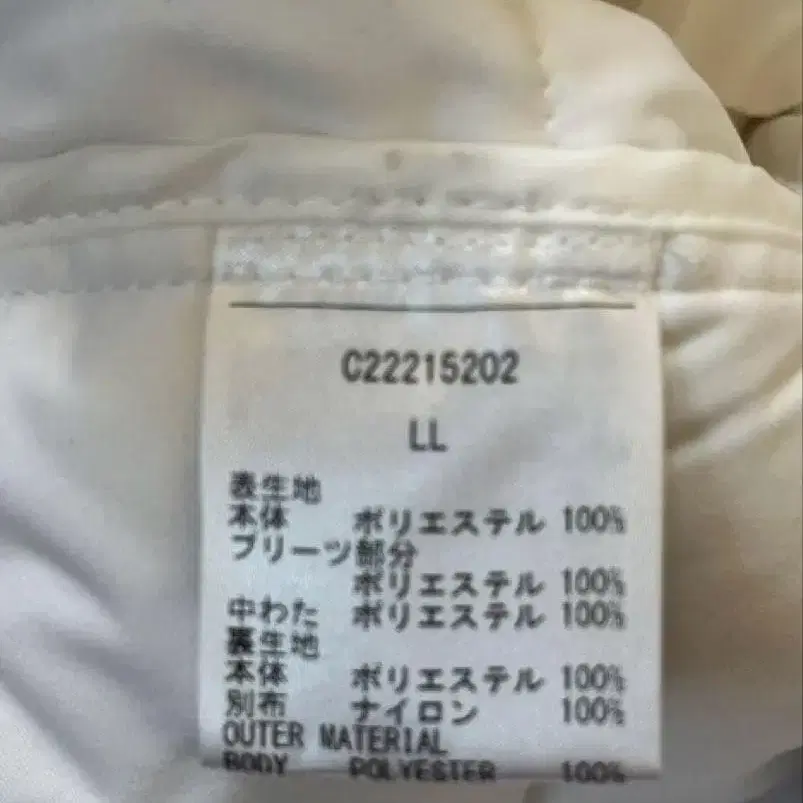 C22215202
LL
表生地
本体 ポリエステル 100%
プリーツ部分
ポリエステル 100%
中わた ポリエステル 100%
裏生地
本体 ポリエステル 100%
別布 ナイロン 100%
OUTER MATERIAL
BODY POLYESTER 100%